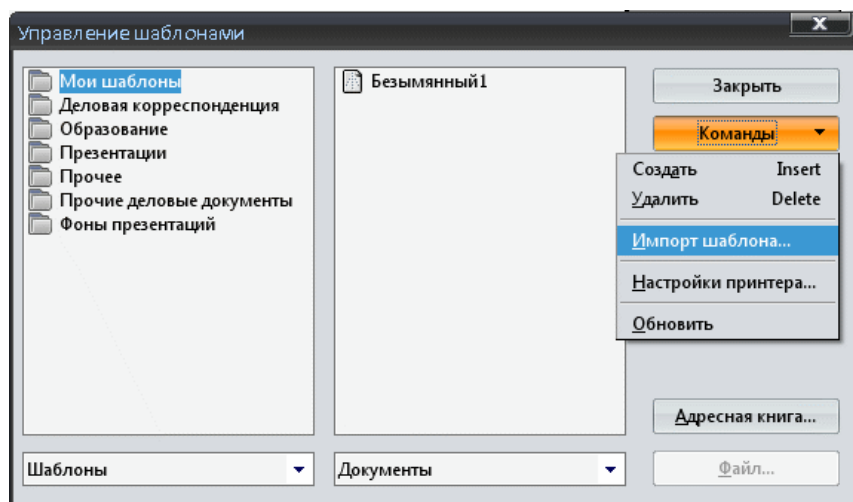 Управление шаблонами
X
Мои шаблоны
Деловая корреспонденция
Образование
Презентации
Прочее
Прочие деловые документы
Фоны презентаций
Безымянный1
Закрыть
Команды
Создать Insert
Удалить Delete
Импорт шаблона...
Настройки принтера...
Обновить
Адресная книга...
Шаблоны
Документы
Файл...